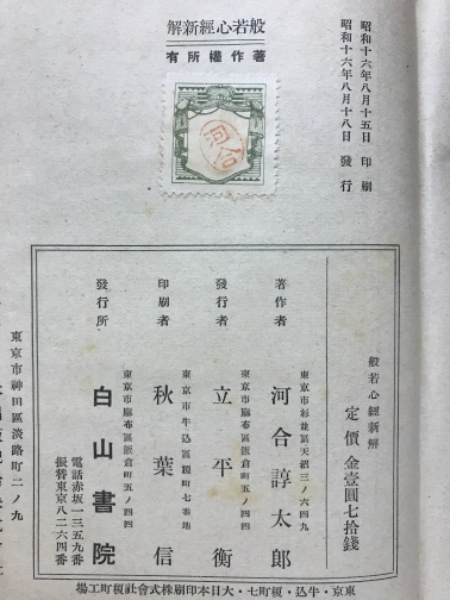 昭和十六年八月十五日 印刷
昭和十六年八月十八日 發行
般若心經新解
著作權所有
般若心經新解
定價 金壹圓七拾錢
著作者
東京市杉並區天沼三ノ六四九
河合諄太郎
發行者
東京市麻布區飯倉町五ノ四四
立平衡
印刷者
東京市牛込區榎町七番地
秋葉信
發行所
東京市麻布區飯倉町五ノ四四
白山書院
電話赤坂一三五九番
振替東京八二六四番
東京・牛込・榎町七・大日本印刷株式會社榎町工場
東京市神田區淡路町二ノ九